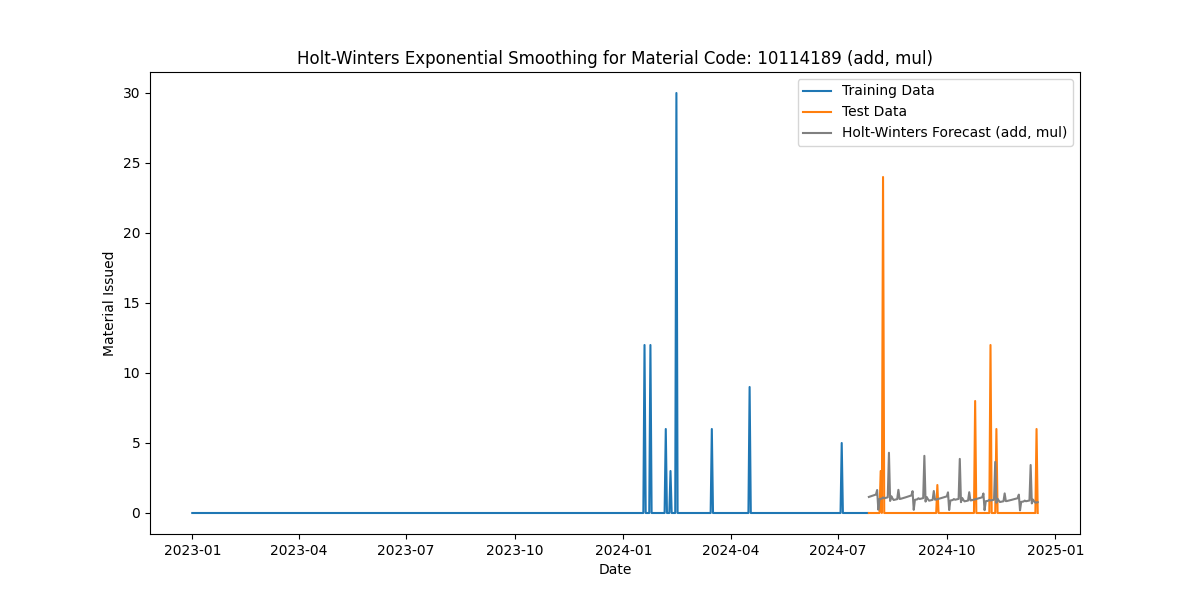 Holt-Winters Exponential Smoothing for Material Code: 10114189 (add, mul)
Training Data
Test Data
Holt-Winters Forecast (add, mul)
Material Issued
30
25
20
15
10
5
0
2023-01
2023-04
2023-07
2023-10
2024-01
2024-04
2024-07
2024-10
2025-01
Date